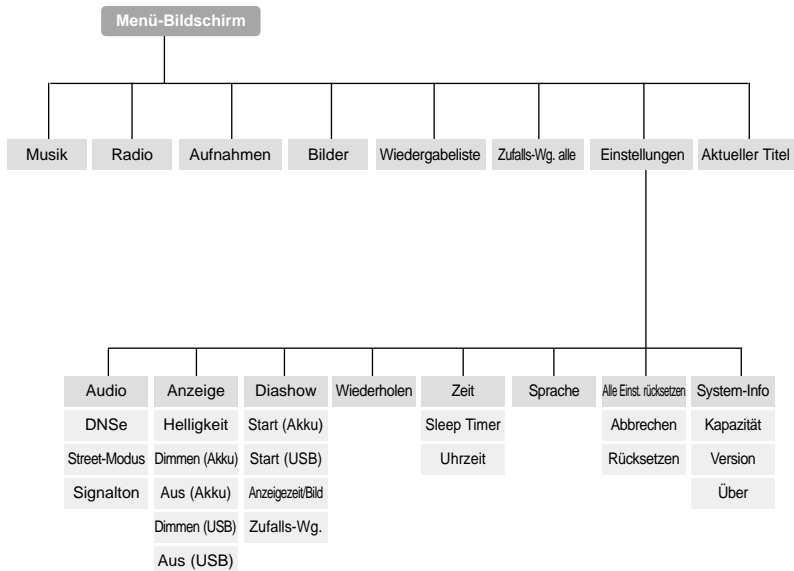 Menü-Bildschirm
Musik
Radio
Aufnahmen
Bilder
Wiedergabeliste
Zufalls-Wg. alle
Einstellungen
Aktueller Titel
Audio
Anzeige
Diashow
Wiederholen
Zeit
Sprache
Alle Einst. rücksetzen
System-Info
DNSe
Helligkeit
Start (Akku)
Sleep Timer
Abbrechen
Kapazität
Street-Modus
Dimmen (Akku)
Start (USB)
Uhrzeit
Rücksetzen
Version
Signalton
Aus (Akku)
Anzeigezeit/Bild
Über
Dimmen (USB)
Zufalls-Wg.
Aus (USB)